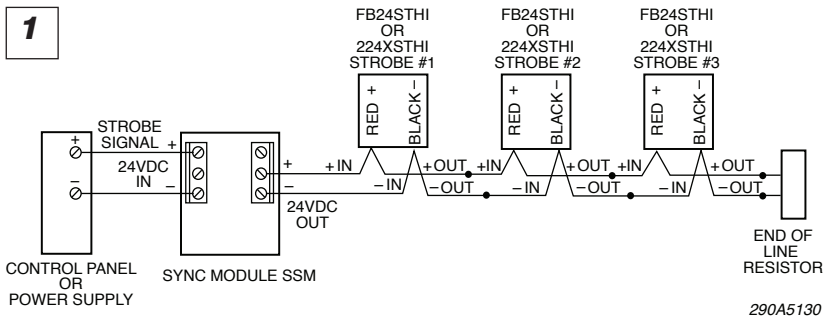 1
FB24STHI
OR
224XSTHI
STROBE #1
FB24STHI
OR
224XSTHI
STROBE #2
FB24STHI
OR
224XSTHI
STROBE #3
RED +
BLACK –
RED +
BLACK –
RED +
BLACK –
STROBE
SIGNAL
+
–
24VDC
IN
+
–
+
–
24VDC
OUT
+IN
–IN
+OUT
–OUT
+IN
–IN
+OUT
–OUT
+IN
–IN
+OUT
–OUT
CONTROL PANEL
OR
POWER SUPPLY
SYNC MODULE SSM
END OF
LINE
RESISTOR
290A5130